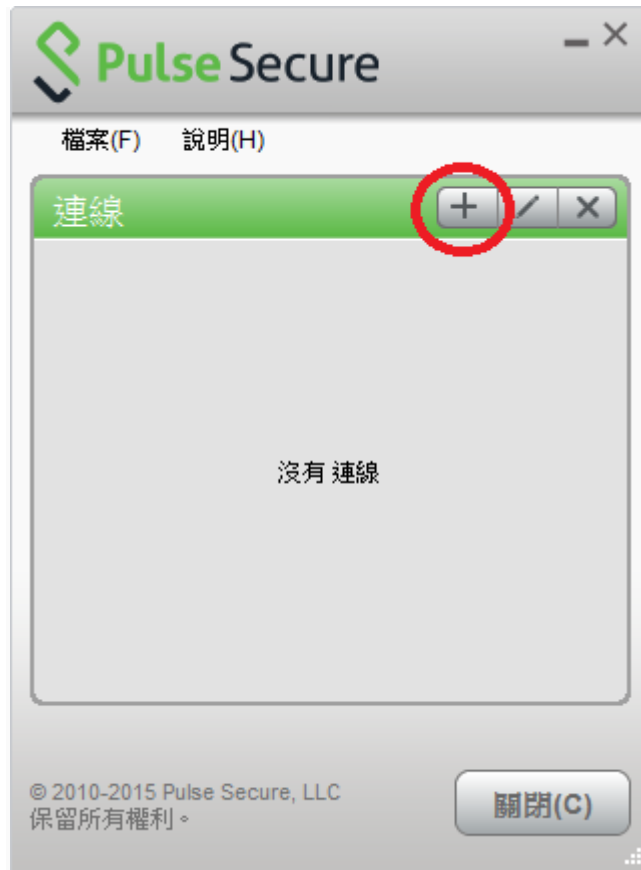 Pulse Secure
檔案(F) 說明(H)
連線
沒有 連線
© 2010-2015 Pulse Secure, LLC
保留所有權利。
關閉(C)